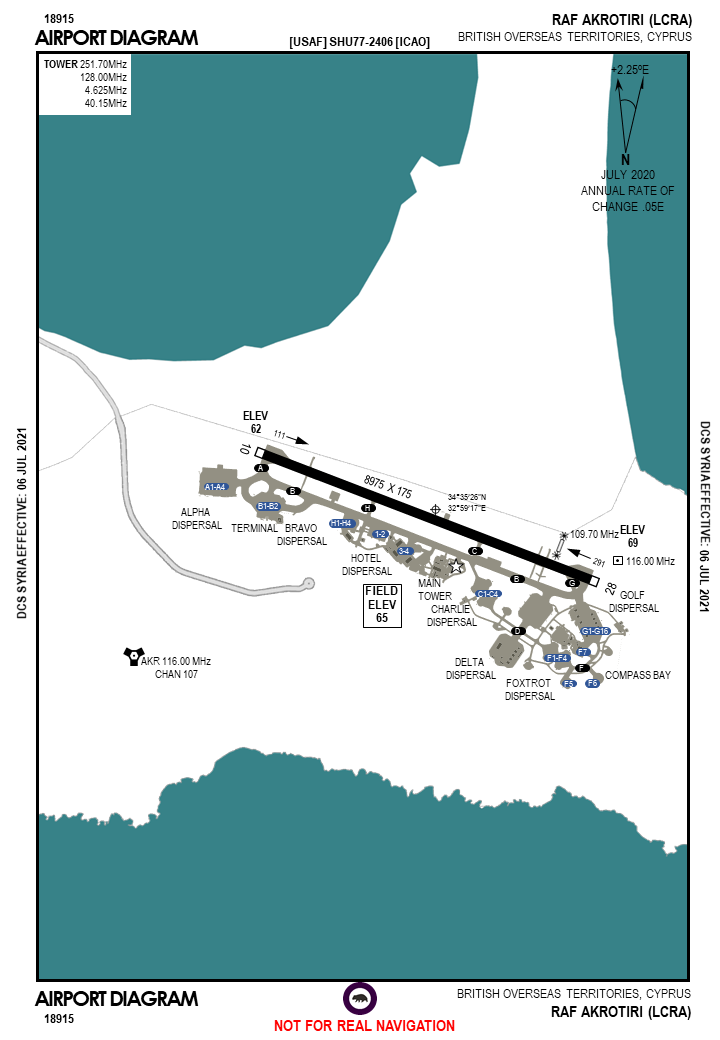 18915
AIRPORT DIAGRAM
[USAF] SHU77-2406 [ICAO]
RAF AKROTIRI (LCRA)
BRITISH OVERSEAS TERRITORIES, CYPRUS
TOWER 251.70MHz
128.00MHz
4.625MHz
40.15MHz
+2.25ºE
N
JULY 2020
ANNUAL RATE OF
CHANGE .05E
DCS SYRIA EFFECTIVE: 06 JUL 2021
DCS SYRIA EFFECTIVE: 06 JUL 2021
ELEV
62
111
10
8975 X 175
A
A1-A4
B
B1-B2
ALPHA
DISPERSAL
TERMINAL
BRAVO
DISPERSAL
H
H1-H4
1-2
3-4
34°35'26"N
32°59'17"E
HOTEL
DISPERSAL
C
109.70 MHz
ELEV
69
291
116.00 MHz
28
B
G
FIELD
ELEV
65
MAIN
TOWER
C1-C4
CHARLIE
DISPERSAL
GOLF
DISPERSAL
D
G1-G16
F7
F1-F4
F
F5
F6
DELTA
DISPERSAL
FOXTROT
DISPERSAL
COMPASS BAY
AKR 116.00 MHz
CHAN 107
AIRPORT DIAGRAM
18915
NOT FOR REAL NAVIGATION
BRITISH OVERSEAS TERRITORIES, CYPRUS
RAF AKROTIRI (LCRA)